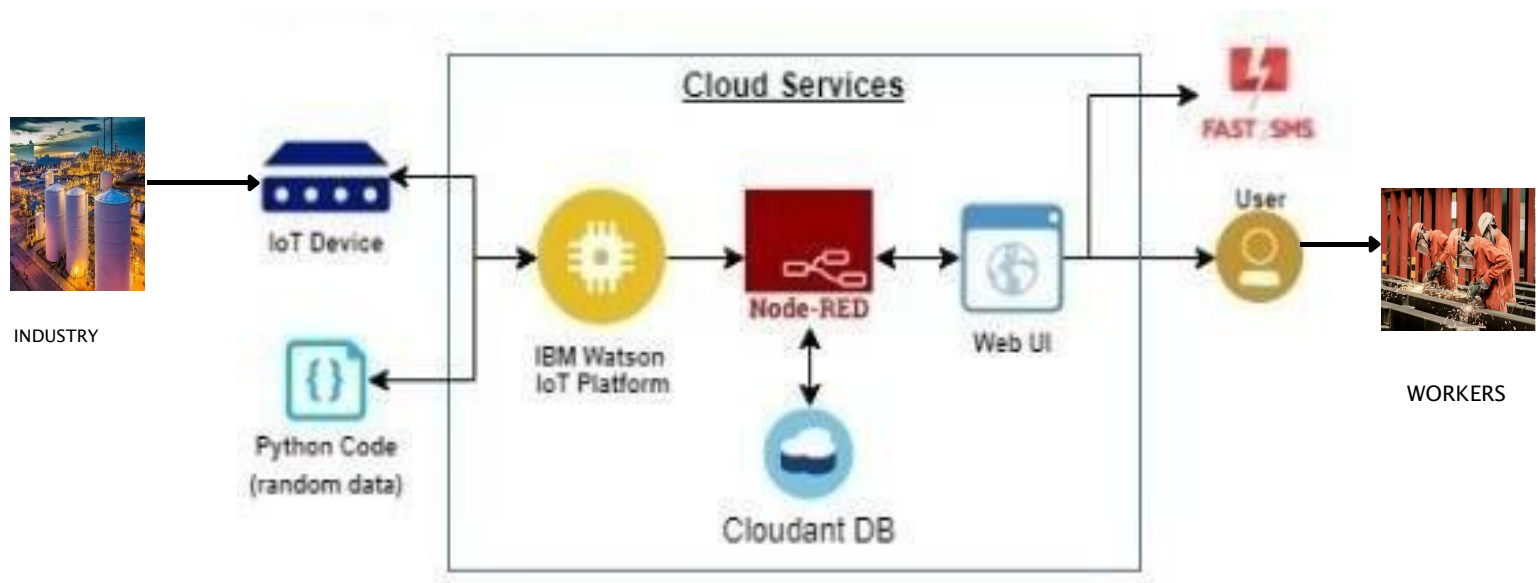 Cloud Services
FAST SMS
User
IoT Device
INDUSTRY
Node-RED
Web UI
IBM Watson
IoT Platform
WORKERS
{ }
Python Code
(random data)
Cloudant DB